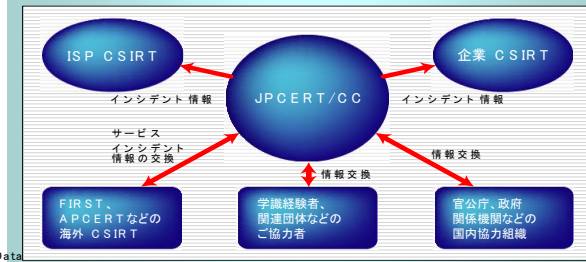 ISP CSIRT
企業 CSIRT
JPCERT/CC
インシデント情報
インシデント情報
サービス
インシデント
情報の交換
情報交換
情報交換
FIRST、
APCERTなどの
海外 CSIRT
学識経験者、
関連団体などの
ご協力者
官公庁、政府
関係機関などの
国内協力組織
Data